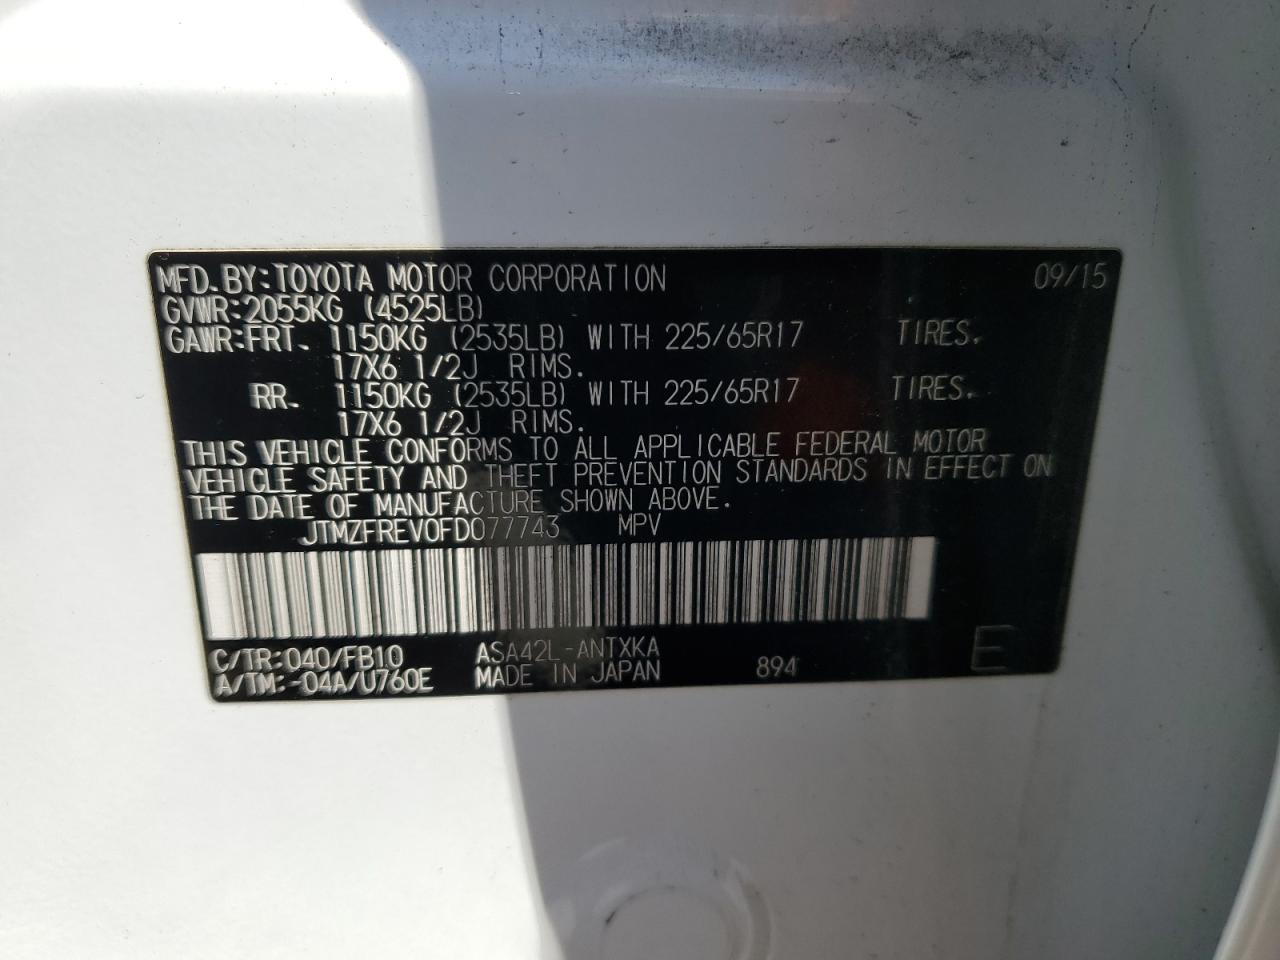 MFD. BY: TOYOTA MOTOR CORPORATION 09/15
GVWR: 2055KG (4525LB)
GAWR: FRT. 1150KG (2535LB) WITH 225/65R17 TIRES.
17X6 1/2J RIMS.
RR. 1150KG (2535LB) WITH 225/65R17 TIRES.
17X6 1/2J RIMS.
THIS VEHICLE CONFORMS TO ALL APPLICABLE FEDERAL MOTOR
VEHICLE SAFETY AND THEFT PREVENTION STANDARDS IN EFFECT ON
THE DATE OF MANUFACTURE SHOWN ABOVE.
JTMZFREV0FD077743 MPV
C/TR: 040/FB10 ASA42L-ANTXKA
A/TM: -04A/U760E MADE IN JAPAN 894 E